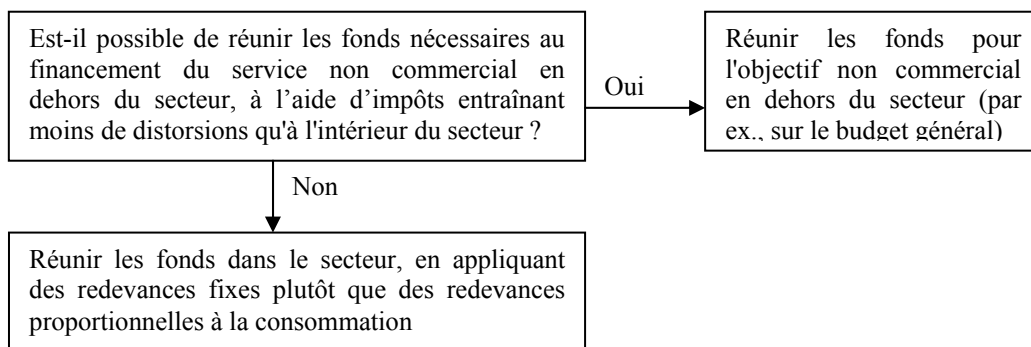 Est-il possible de réunir les fonds nécessaires au
financement du service non commercial en
dehors du secteur, à l’aide d’impôts entraînant
moins de distorsions qu'à l'intérieur du secteur ?
Oui
Réunir les fonds pour
l'objectif non commercial
en dehors du secteur (par
ex., sur le budget général)
Non
Réunir les fonds dans le secteur, en appliquant
des redevances fixes plutôt que des redevances
proportionnelles à la consommation